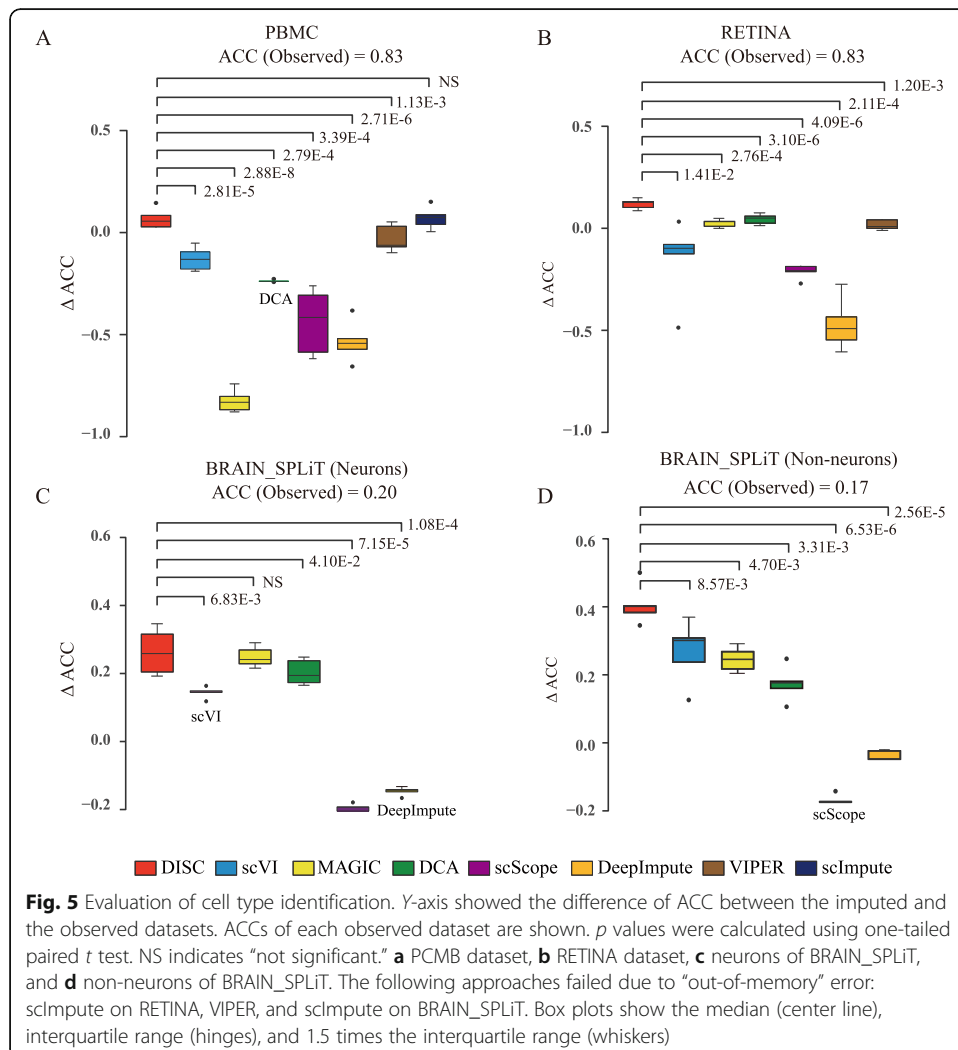 A
PBMC
ACC (Observed) = 0.83
NS
1.13E-3
2.71E-6
3.39E-4
2.79E-4
2.88E-8
2.81E-5
0.5
0.0
−0.5
−1.0
Δ ACC
DCA
B
RETINA
ACC (Observed) = 0.83
1.20E-3
2.11E-4
4.09E-6
3.10E-6
2.76E-4
1.41E-2
0.5
0.0
−0.5
−1.0
Δ ACC
C
BRAIN_SPLiT (Neurons)
ACC (Observed) = 0.20
1.08E-4
7.15E-5
4.10E-2
NS
6.83E-3
0.6
0.4
0.2
0.0
−0.2
Δ ACC
scVI
DeepImpute
D
BRAIN_SPLiT (Non-neurons)
ACC (Observed) = 0.17
2.56E-5
6.53E-6
3.31E-3
4.70E-3
8.57E-3
0.6
0.4
0.2
0.0
−0.2
Δ ACC
scScope
DISC scVI MAGIC DCA scScope DeepImpute VIPER scImpute
Fig. 5 Evaluation of cell type identification. Y-axis showed the difference of ACC between the imputed and
the observed datasets. ACCs of each observed dataset are shown. p values were calculated using one-tailed
paired t test. NS indicates “not significant.” a PCMB dataset, b RETINA dataset, c neurons of BRAIN_SPLiT,
and d non-neurons of BRAIN_SPLiT. The following approaches failed due to “out-of-memory” error:
scImpute on RETINA, VIPER, and scImpute on BRAIN_SPLiT. Box plots show the median (center line),
interquartile range (hinges), and 1.5 times the interquartile range (whiskers)